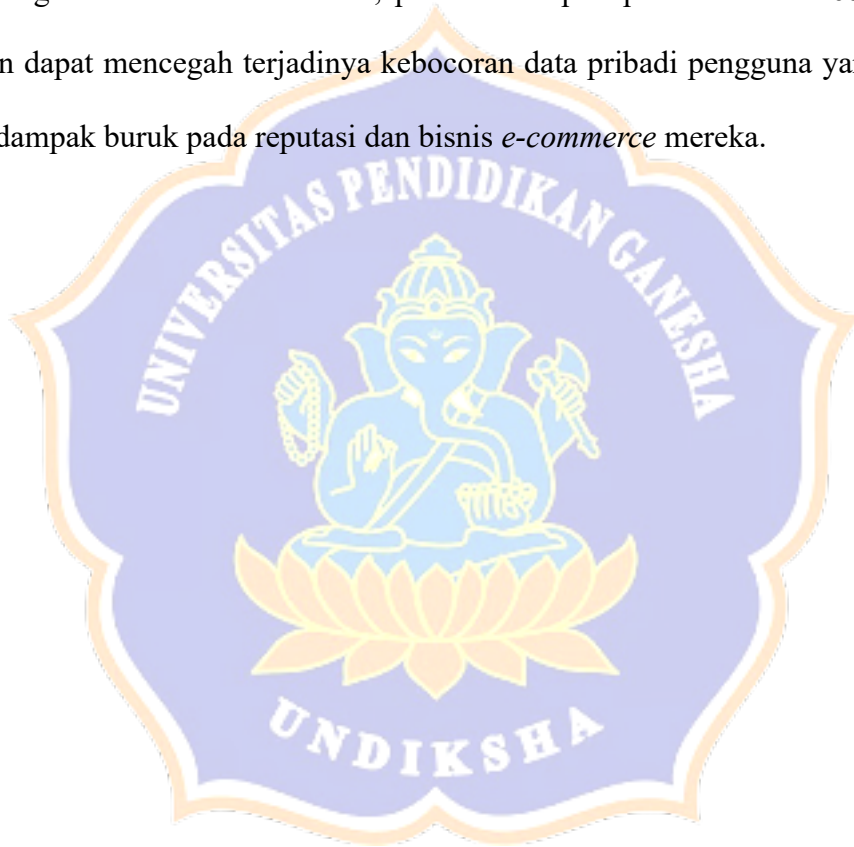 n dapat mencegah terjadinya kebocoran data pribadi pengguna
dampak buruk pada reputasi dan bisnis e-commerce mereka.
UNIVERSITAS PENDIDIKAN GANESHA
UNDIKSHA